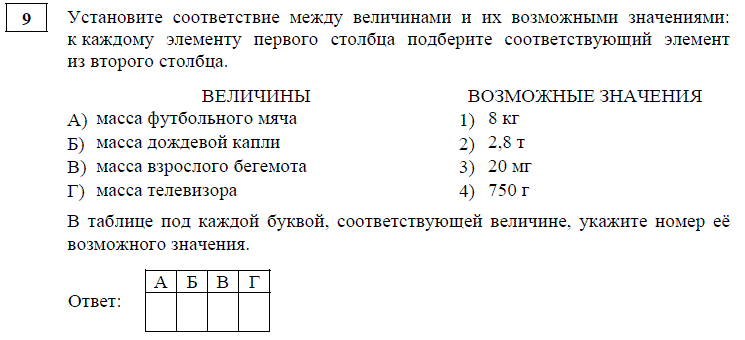 9
Установите соответствие между величинами и их возможными значениями:
к каждому элементу первого столбца подберите соответствующий элемент
из второго столбца.
ВЕЛИЧИНЫ ВОЗМОЖНЫЕ ЗНАЧЕНИЯ
А) масса футбольного мяча 1) 8 кг
Б) масса дождевой капли 2) 2,8 т
В) масса взрослого бегемота 3) 20 мг
Г) масса телевизора 4) 750 г
В таблице под каждой буквой, соответствующей величине, укажите номер её
возможного значения.
А Б В Г
Ответ: